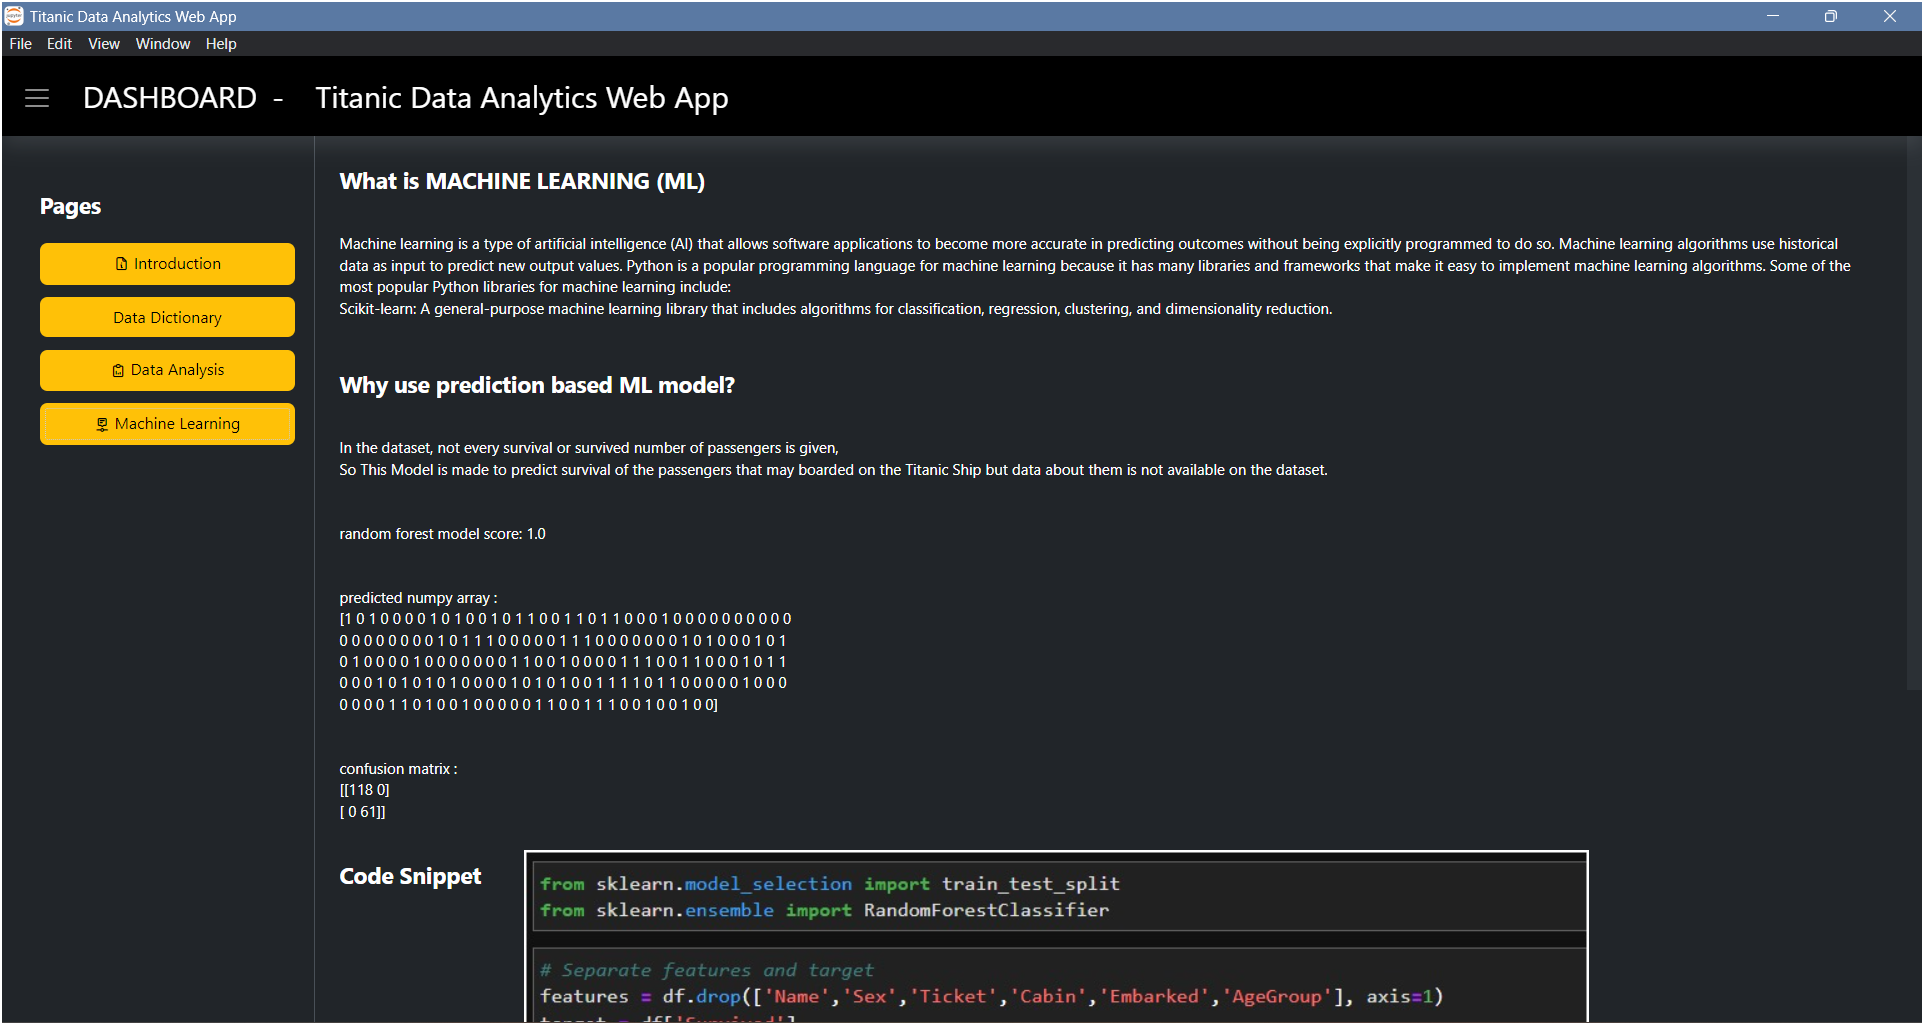 Titanic Data Analytics Web App
File Edit View Window Help
DASHBOARD - Titanic Data Analytics Web App
Pages
Introduction
Data Dictionary
Data Analysis
Machine Learning
What is MACHINE LEARNING (ML)
Machine learning is a type of artificial intelligence (AI) that allows software applications to become more accurate in predicting outcomes without being explicitly programmed to do so. Machine learning algorithms use historical
data as input to predict new output values. Python is a popular programming language for machine learning because it has many libraries and frameworks that make it easy to implement machine learning algorithms. Some of the
most popular Python libraries for machine learning include:
Scikit-learn: A general-purpose machine learning library that includes algorithms for classification, regression, clustering, and dimensionality reduction.
Why use prediction based ML model?
In the dataset, not every survival or survived number of passengers is given,
So This Model is made to predict survival of the passengers that may boarded on the Titanic Ship but data about them is not available on the dataset.
random forest model score: 1.0
predicted numpy array :
[1 0 1 0 0 0 0 1 0 1 0 0 1 0 1 1 0 0 1 1 0 1 1 0 0 0 1 0 0 0 0 0 0 0 0 0 0
0 0 0 0 0 0 0 0 1 0 1 1 1 0 0 0 0 0 1 1 1 0 0 0 0 0 0 0 1 0 1 0 0 0 1 0 1
0 1 0 0 0 0 1 0 0 0 0 0 0 0 1 1 0 0 1 0 0 0 0 1 1 1 0 0 1 1 0 0 0 1 0 1 1
0 0 0 1 0 1 0 1 0 1 0 0 0 0 1 0 1 0 1 0 0 1 1 1 1 0 1 1 0 0 0 0 0 1 0 0 0
0 0 0 0 1 1 0 1 0 0 1 0 0 0 0 0 1 1 0 0 1 1 1 0 0 1 0 0 1 0 0]
confusion matrix :
[[118 0]
[ 0 61]]
Code Snippet
from sklearn.model_selection import train_test_split
from sklearn.ensemble import RandomForestClassifier
# Separate features and target
features = df.drop(['Name','Sex','Ticket','Cabin','Embarked','AgeGroup'], axis=1)
target = df['Survived']